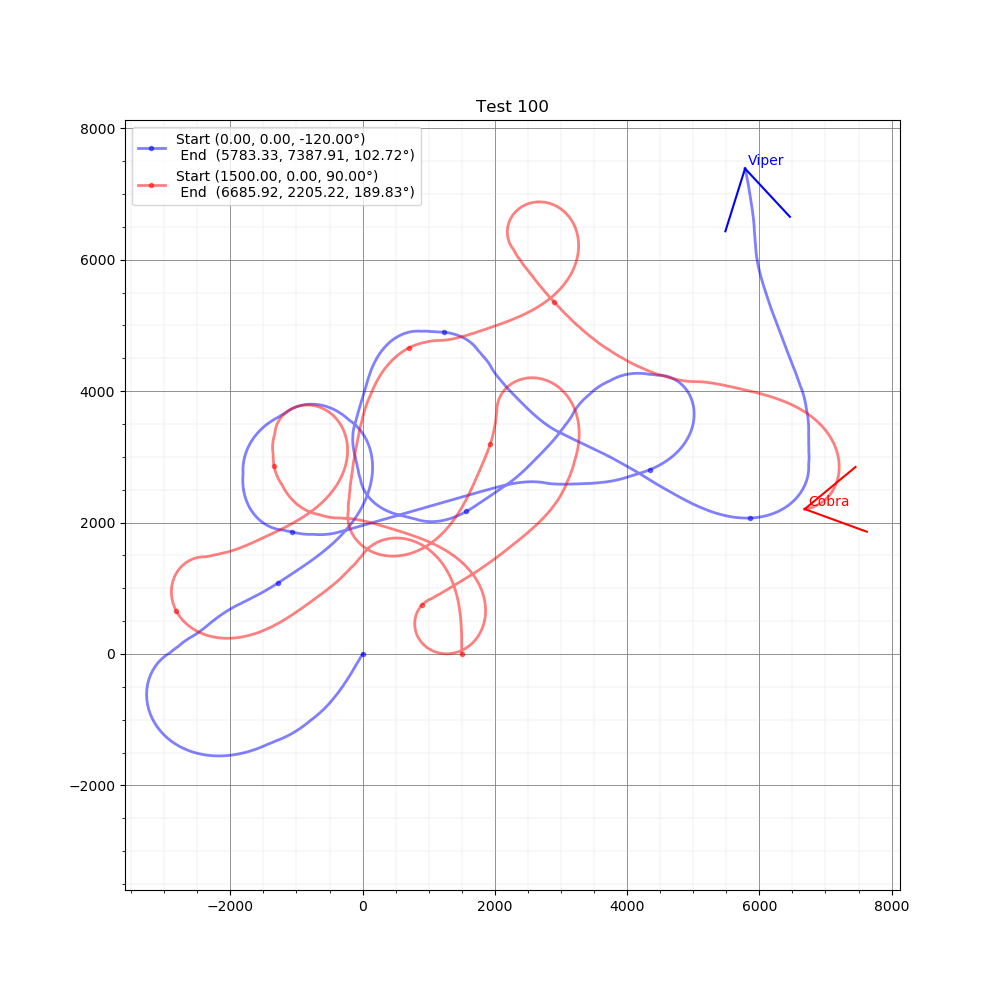 Test 100
Start (0.00, 0.00, -120.00°)
End (5783.33, 7387.91, 102.72°)
Start (1500.00, 0.00, 90.00°)
End (6685.92, 2205.22, 189.83°)
Viper
Cobra
8000
6000
4000
2000
0
−2000
−2000
0
2000
4000
6000
8000